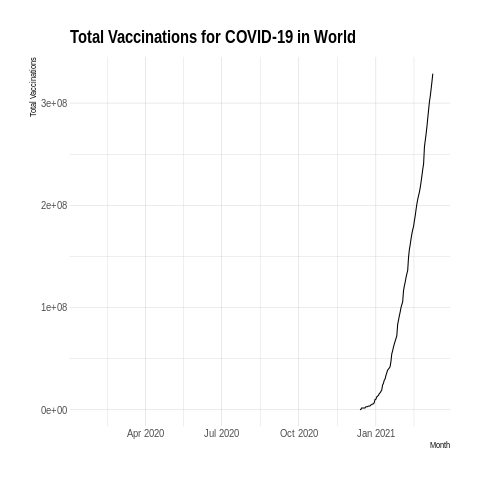 Total Vaccinations for COVID-19 in World
Total Vaccinations
3e+08
2e+08
1e+08
0e+00
Apr 2020 Jul 2020 Oct 2020 Jan 2021
Month